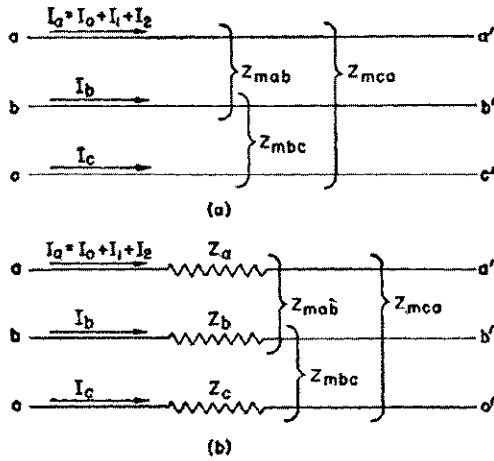 Ia = I0 + I1 + I2
a a'
Zmab Zmca
Ib
b b'
Zmbc
Ic
c c'
(a)
Ia = I0 + I1 + I2 Za
a a'
Zmab Zmca
Ib Zb
b b'
Zmbc
Ic Zc
c c'
(b)